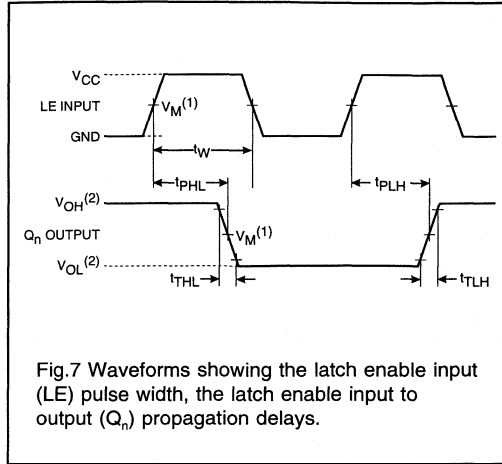 VCC
LE INPUT
VM(1)
GND
tW
tPHL
tPLH
VOH(2)
Qn OUTPUT
VM(1)
VOL(2)
tTHL
tTLH
Fig.7 Waveforms showing the latch enable input
(LE) pulse width, the latch enable input to
output (Qn) propagation delays.